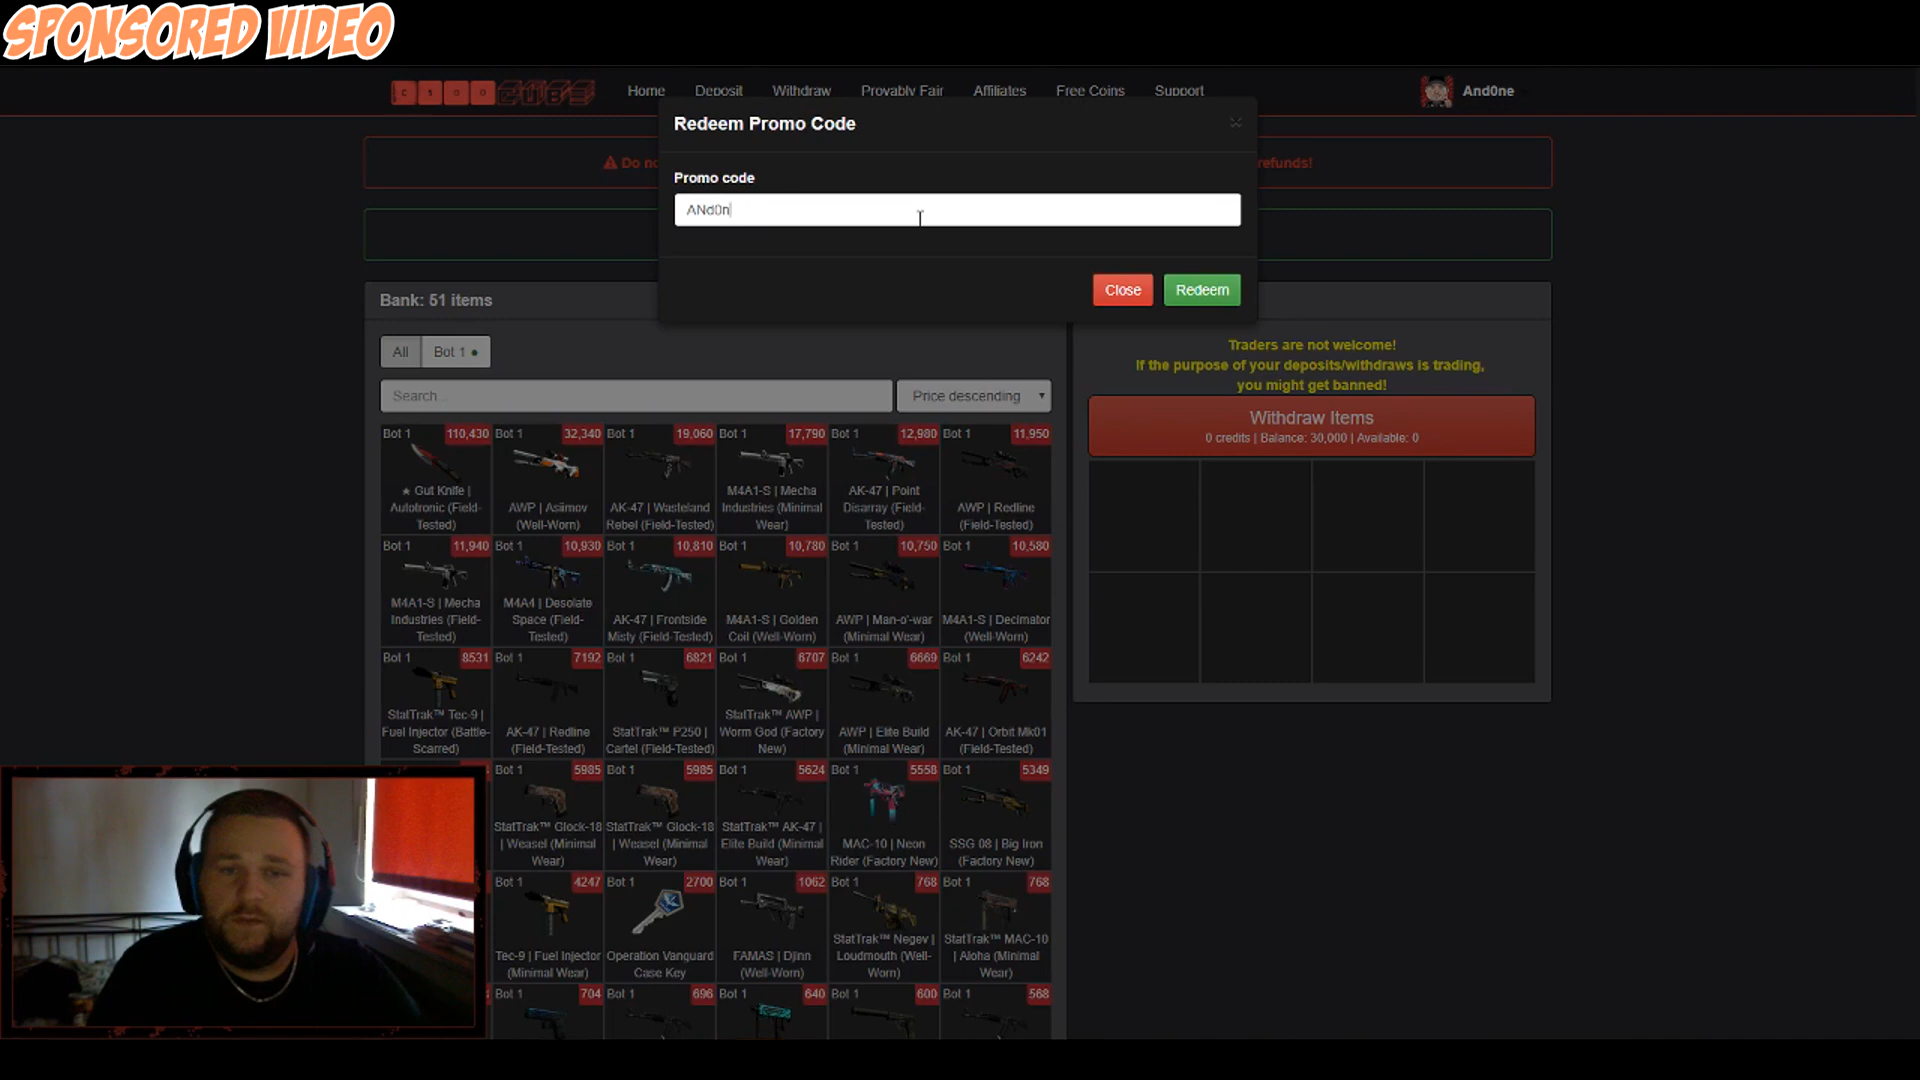 SPONSORED VIDEO
CSGO CUBE Home Deposit Withdraw Provably Fair Affiliates Free Coins Support And0ne
Redeem Promo Code
Do no
refunds!
Promo code
ANd0n
Close Redeem
Bank: 51 items
All Bot 1
Search...
Price descending
Traders are not welcome!
If the purpose of your deposits/withdraws is trading,
you might get banned!
Withdraw Items
0 credits | Balance: 30,000 | Available: 0
Bot 1 110,430 Bot 1 32,340 Bot 1 19,060 Bot 1 17,790 Bot 1 12,980 Bot 1 11,950
★ Gut Knife | Autotronic (Field-Tested)
AWP | Asiimov (Well-Worn)
AK-47 | Wasteland Rebel (Field-Tested)
M4A1-S | Mecha Industries (Minimal Wear)
AK-47 | Point Disarray (Field-Tested)
AWP | Redline (Field-Tested)
Bot 1 11,940 Bot 1 10,930 Bot 1 10,810 Bot 1 10,780 Bot 1 10,750 Bot 1 10,580
M4A1-S | Mecha Industries (Field-Tested)
M4A4 | Desolate Space (Field-Tested)
AK-47 | Frontside Misty (Field-Tested)
M4A1-S | Golden Coil (Well-Worn)
AWP | Man-o'-war (Minimal Wear)
M4A1-S | Decimator (Well-Worn)
Bot 1 8531 Bot 1 7192 Bot 1 6821 Bot 1 6707 Bot 1 6669 Bot 1 6242
StatTrak™ Tec-9 | Fuel Injector (Battle-Scarred)
AK-47 | Redline (Field-Tested)
StatTrak™ P250 | Cartel (Field-Tested)
StatTrak™ AWP | Worm God (Factory New)
AWP | Elite Build (Minimal Wear)
AK-47 | Orbit Mk01 (Field-Tested)
Bot 1 5985 Bot 1 5985 Bot 1 5624 Bot 1 5558 Bot 1 5349
StatTrak™ Glock-18 | Weasel (Minimal Wear)
StatTrak™ Glock-18 | Weasel (Minimal Wear)
StatTrak™ AK-47 | Elite Build (Minimal Wear)
MAC-10 | Neon Rider (Factory New)
SSG 08 | Big Iron (Factory New)
Bot 1 4247 Bot 1 2700 Bot 1 1062 Bot 1 768 Bot 1 768
Tec-9 | Fuel Injector (Minimal Wear)
Operation Vanguard Case Key
FAMAS | Djinn (Well-Worn)
StatTrak™ Negev | Loudmouth (Well-Worn)
StatTrak™ MAC-10 | Aloha (Minimal Wear)
Bot 1 704 Bot 1 696 Bot 1 640 Bot 1 600 Bot 1 568